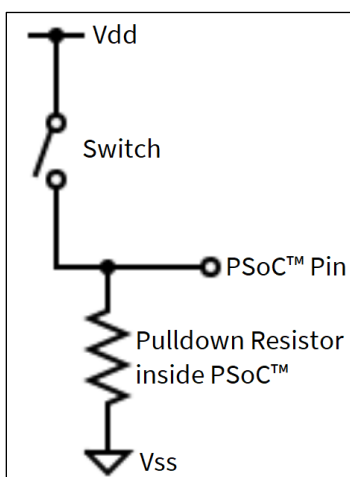 Vdd
Switch
PSoC™ Pin
Pulldown Resistor
inside PSoC™
Vss